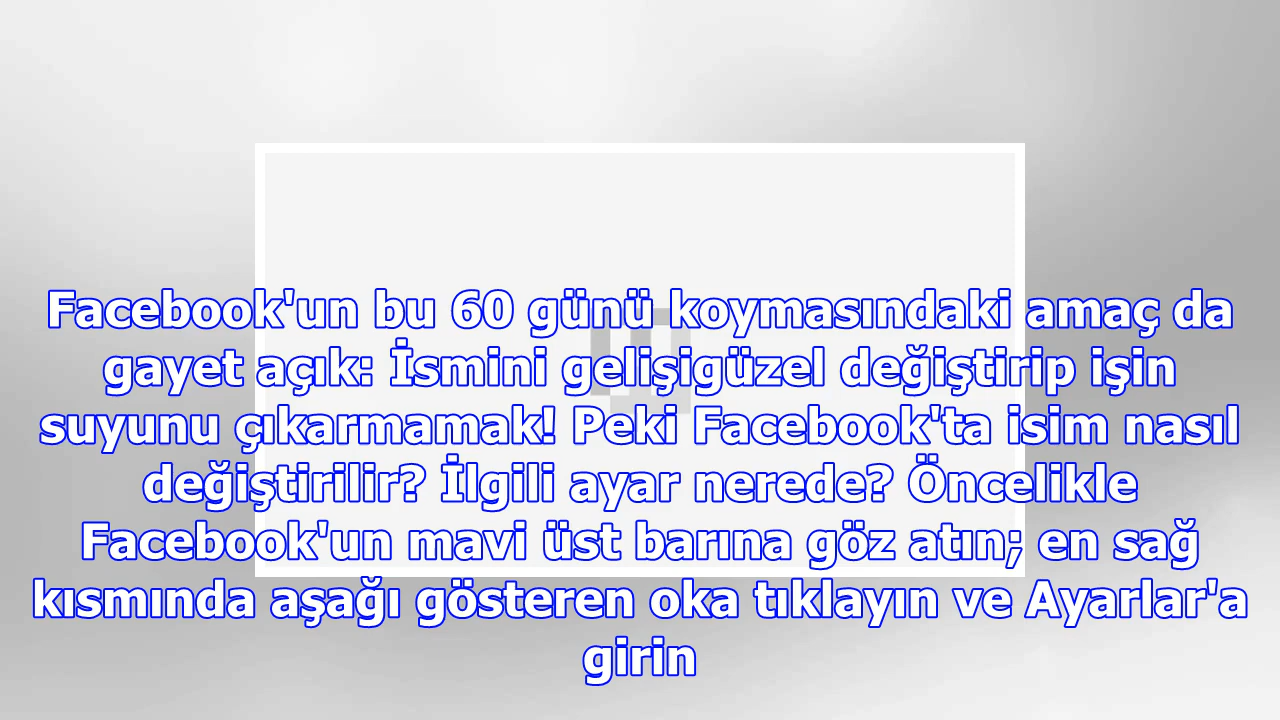 Facebook'un bu 60 günü koymasındaki amaç da
gayet açık: İsmini gelişigüzel değiştirip işin
suyunu çıkarmamak! Peki Facebook'ta isim nasıl
değiştirilir? İlgili ayar nerede? Öncelikle
Facebook'un mavi üst barına göz atın; en sağ
kısmında aşağı gösteren oka tıklayın ve Ayarlar'a
girin